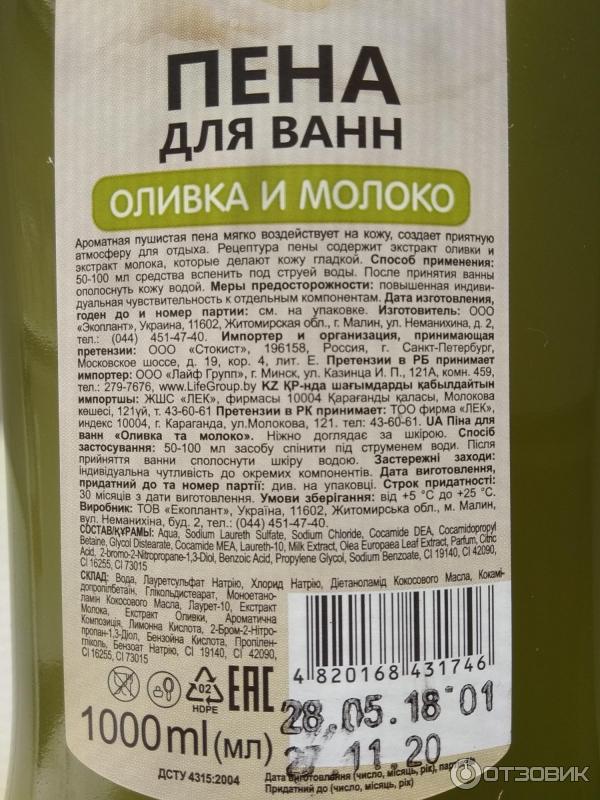 ПЕНА
ДЛЯ ВАНН
ОЛИВКА И МОЛОКО
Ароматная пушистая пена мягко воздействует на кожу, создает приятную
атмосферу для отдыха. Рецептура пены содержит экстракт оливки и
экстракт молока, которые делают кожу гладкой. Способ применения:
50-100 мл средства вспенить под струей воды. После принятия ванны
ополоснуть кожу водой. Меры предосторожности: повышенная индиви-
дуальная чувствительность к отдельным компонентам. Дата изготовления,
годен до и номер партии: см. на упаковке. Изготовитель: ООО
«Экоплант», Украина, 11602, Житомирская обл., г. Малин, ул. Неманихина, д. 2,
тел.: (044) 451-47-40. Импортер и организация, принимающая
претензии: ООО «Стокист», 196158, Россия, г. Санкт-Петербург,
Московское шоссе, д. 19, кор. 4, лит. Е. Претензии в РБ принимает
импортер: ООО «Лайф Групп», г. Минск, ул. Казинца И. П., 121А, комн. 459,
тел.: 279-7676, www.LifeGroup.by KZ ҚР-нда шағымдарды қабылдайтын
импортшы: ЖШС «ЛЕК», фирмасы 10004 Қарағанды қаласы, Молокова
көшесі, 121үй, т. 43-60-61 Претензии в РК принимает: ТОО фирма «ЛЕК»,
индекс 10004, г. Караганда, ул.Молокова, 121. тел: 43-60-61. UA Піна для
ванн «Оливка та молоко». Ніжно доглядає за шкірою. Спосіб
застосування: 50-100 мл засобу спінити під струменем води. Після
прийняття ванни сполоснути шкіру водою. Застережні заходи:
індивідуальна чутливість до окремих компонентів. Дата виготовлення,
придатний до та номер партії: див. на упаковці. Строк придатності:
30 місяців з дати виготовлення. Умови зберігання: від +5 °С до +25 °С.
Виробник: ТОВ «Екоплант», Україна, 11602, Житомирська обл., м. Малин,
вул. Неманихіна, буд. 2, тел.: (044) 451-47-40.
СОСТАВ/ҚҰРАМЫ: Aqua, Sodium Laureth Sulfate, Sodium Chloride, Cocamide DEA, Cocamidopropyl
Betaine, Glycol Distearate, Cocamide MEA, Laureth-10, Milk Extract, Olea Europaea Leaf Extract, Parfum, Citric
Acid, 2-bromo-2-Nitropropane-1,3-Diol, Benzoic Acid, Propylene Glycol, Sodium Benzoate, CI 19140, CI 42090,
CI 16255, CI 73015
СКЛАД: Вода, Лауретсульфат Натрію, Хлорид Натрію, Діетаноламід Кокосового Масла, Кокамі-
допропілбетаїн, Глікольдистеарат, Моноетано-
ламін Кокосового Масла, Лаурет-10, Екстракт
Молока, Екстракт Оливки, Ароматична
Композиція, Лимонна Кислота, 2-Бром-2-Нітро-
пропан-1,3-Діол, Бензойна Кислота, Пропілен-
гліколь, Бензоат Натрію, CI 19140, CI 42090,
CI 16255, CI 73015
4 820168 431746
02
HDPE
ЕАС
28.05.18 01
27.11.20
1000ml(мл)
ДСТУ 4315:2004
Дата виготовлення (число, місяць, рік),
Придатний до (число, місяць, рік)
ОТЗОВИК